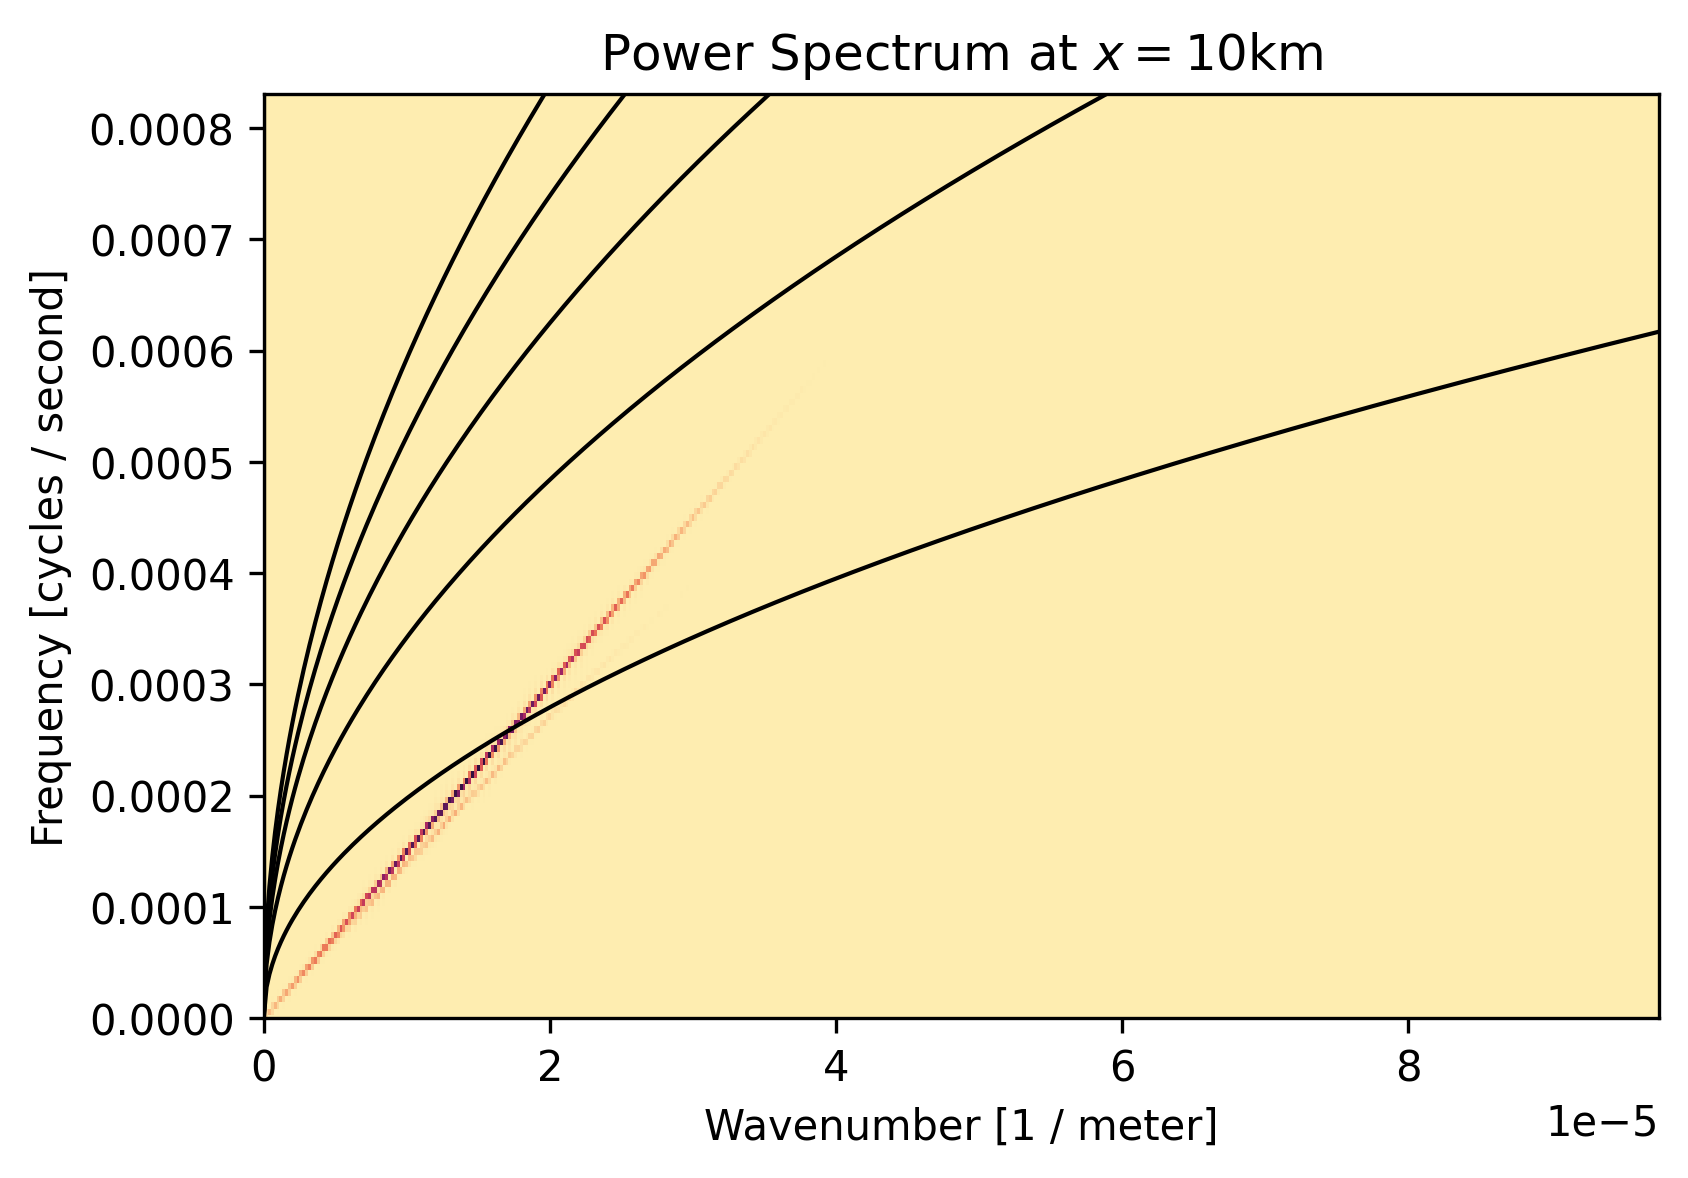 Power Spectrum at x = 10km
Frequency [cycles / second]
0.0008
0.0007
0.0006
0.0005
0.0004
0.0003
0.0002
0.0001
0.0000
0 2 4 6 8
Wavenumber [1 / meter]
1e−5